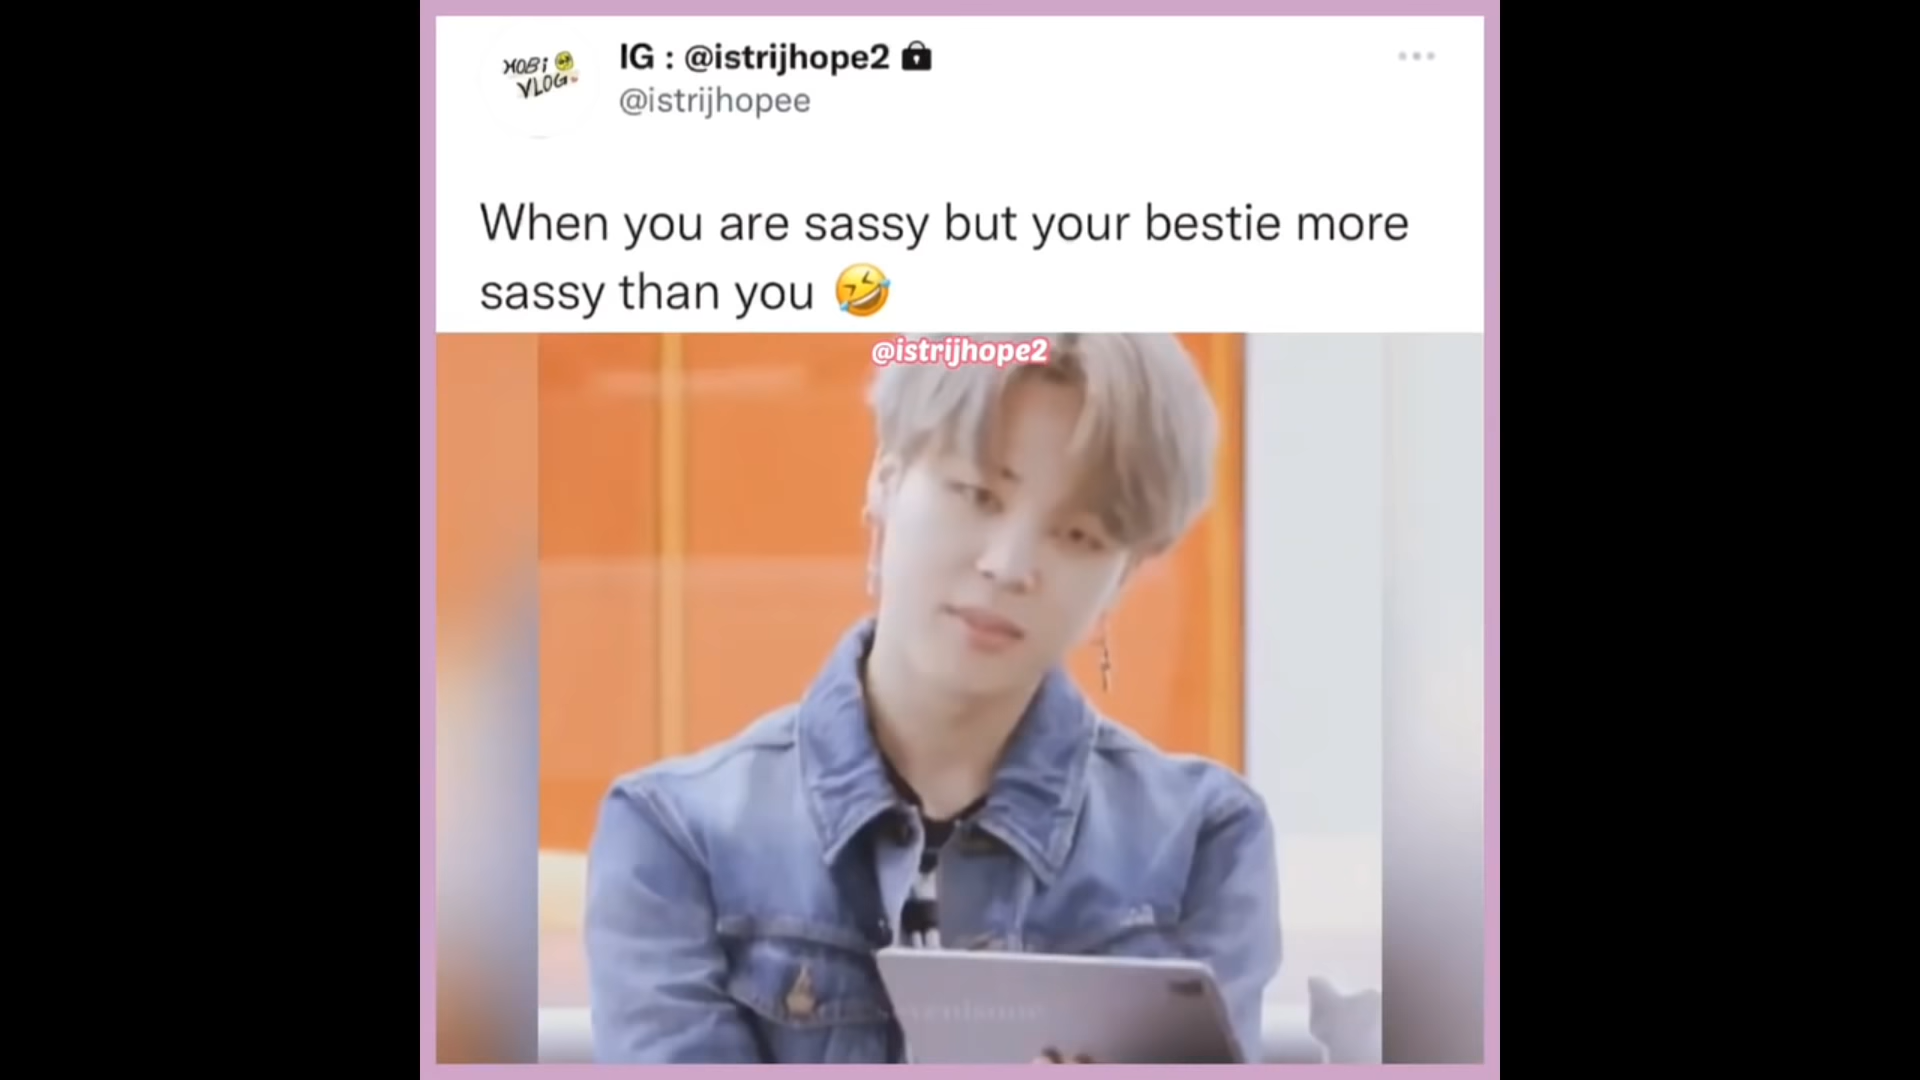 HOBi
VLOG
IG : @istrijhope2 🔒
@istrijhopee
When you are sassy but your bestie more
sassy than you 🤣
@istrijhope2